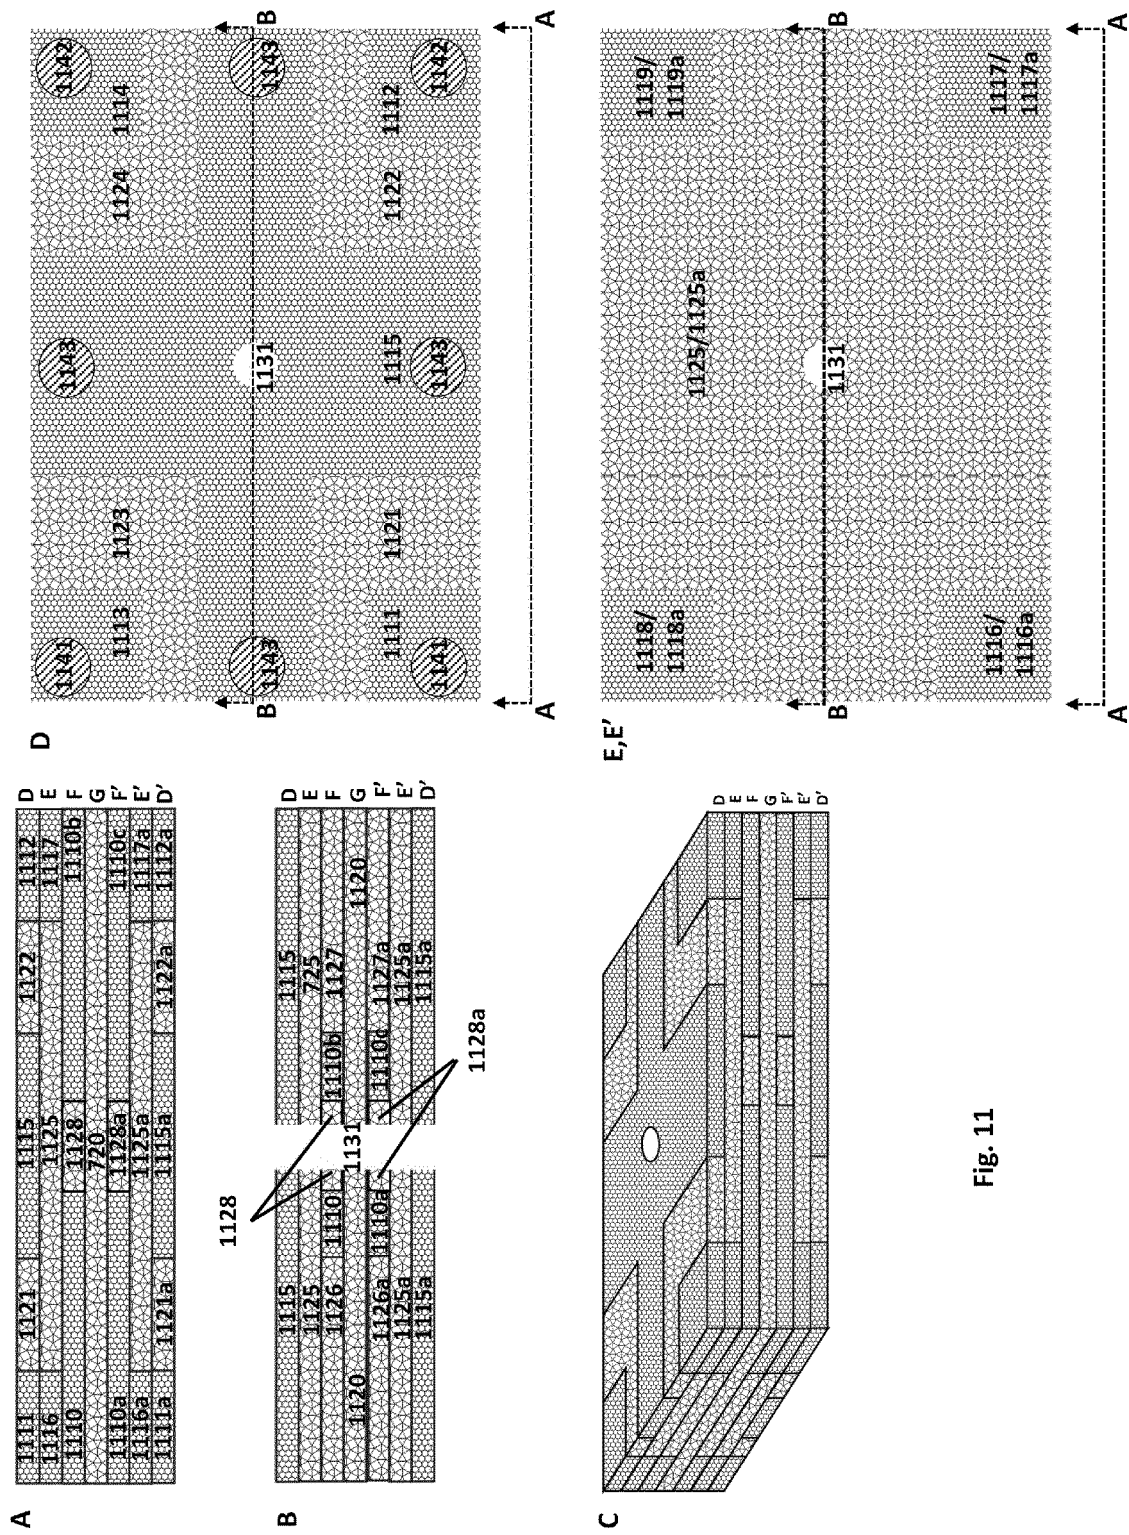 A
1111 1121 1115 1122 1112 D
1116 1125 1117 E
1110 1128 1110b F
720 G
1110a 1128a 1110c F'
1116a 1125a 1117a E'
1111a 1121a 1115a 1122a 1112a D'
B
1128
1115 1115 D
1125 725 E
1126 1110 1110b 1127 F
1120 1131 1120 G
1126a 1110a 1110c 1127a F'
1125a 1125a E'
1115a 1115a D'
1128a
C
D
E
F
G
F'
E'
D'
D
1141 1143 1142
1113 1123 1124 1114
B 1143 1131 1143 B
1111 1121 1115 1122 1112
1141 1143 1142
A A
E,E'
1118/ 1119/
1118a 1119a
1125/1125a
B 1131 B
1116/ 1117/
1116a 1117a
A A
Fig. 11